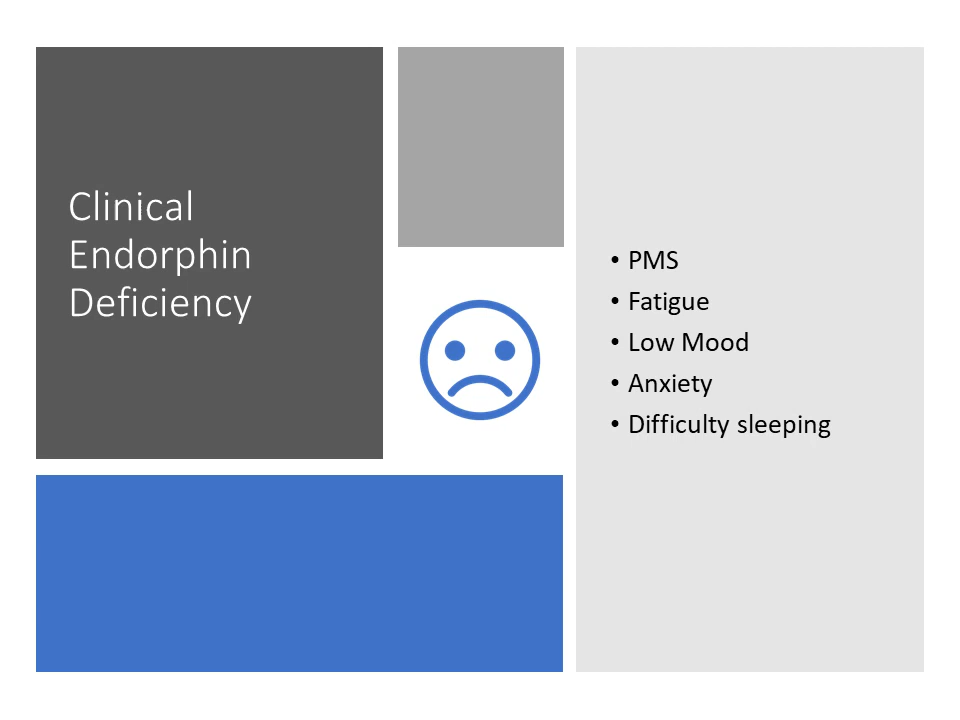 Clinical
Endorphin
Deficiency
• PMS
• Fatigue
• Low Mood
• Anxiety
• Difficulty sleeping